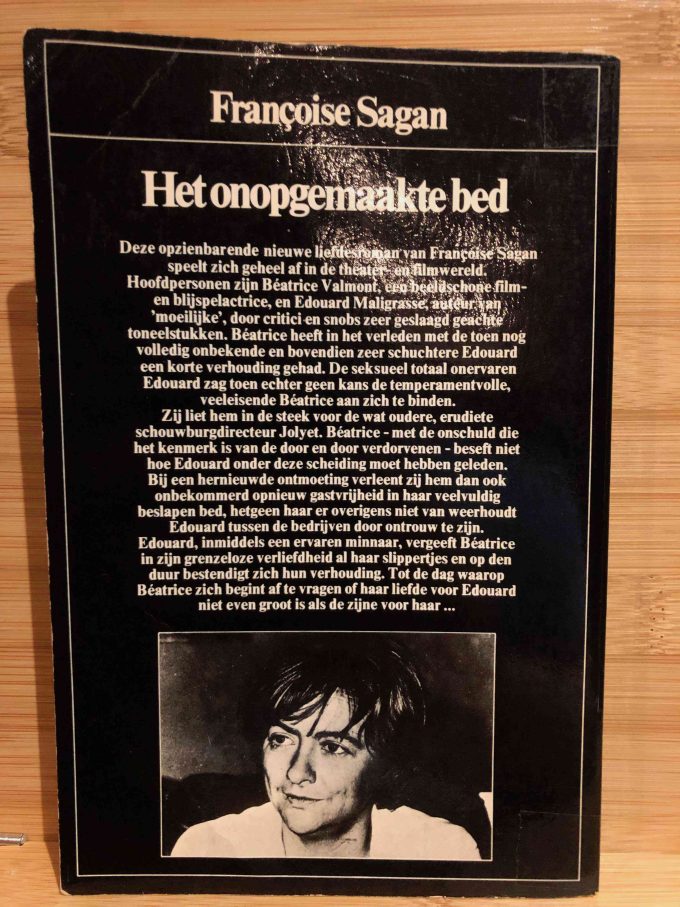 Françoise Sagan
Het onopgemaakte bed
Deze opzienbarende nieuwe liefdesroman van Françoise Sagan
speelt zich geheel af in de theater- en filmwereld.
Hoofdpersonen zijn Béatrice Valmont, een beeldschone film-
en blijspelactrice, en Edouard Maligrasse, auteur van
'moeilijke', door critici en snobs zeer geslaagd geachte
toneelstukken. Béatrice heeft in het verleden met de toen nog
volledig onbekende en bovendien zeer schuchtere Edouard
een korte verhouding gehad. De seksueel totaal onervaren
Edouard zag toen echter geen kans de temperamentvolle,
veeleisende Béatrice aan zich te binden.
Zij liet hem in de steek voor de wat oudere, erudiete
schouwburgdirecteur Jolyet. Béatrice - met de onschuld die
het kenmerk is van de door en door verdorvenen - beseft niet
hoe Edouard onder deze scheiding moet hebben geleden.
Bij een hernieuwde ontmoeting verleent zij hem dan ook
onbekommerd opnieuw gastvrijheid in haar veelvuldig
beslapen bed, hetgeen haar er overigens niet van weerhoudt
Edouard tussen de bedrijven door ontrouw te zijn.
Edouard, inmiddels een ervaren minnaar, vergeeft Béatrice
in zijn grenzeloze verliefdheid al haar slippertjes en op den
duur bestendigt zich hun verhouding. Tot de dag waarop
Béatrice zich begint af te vragen of haar liefde voor Edouard
niet even groot is als de zijne voor haar ...